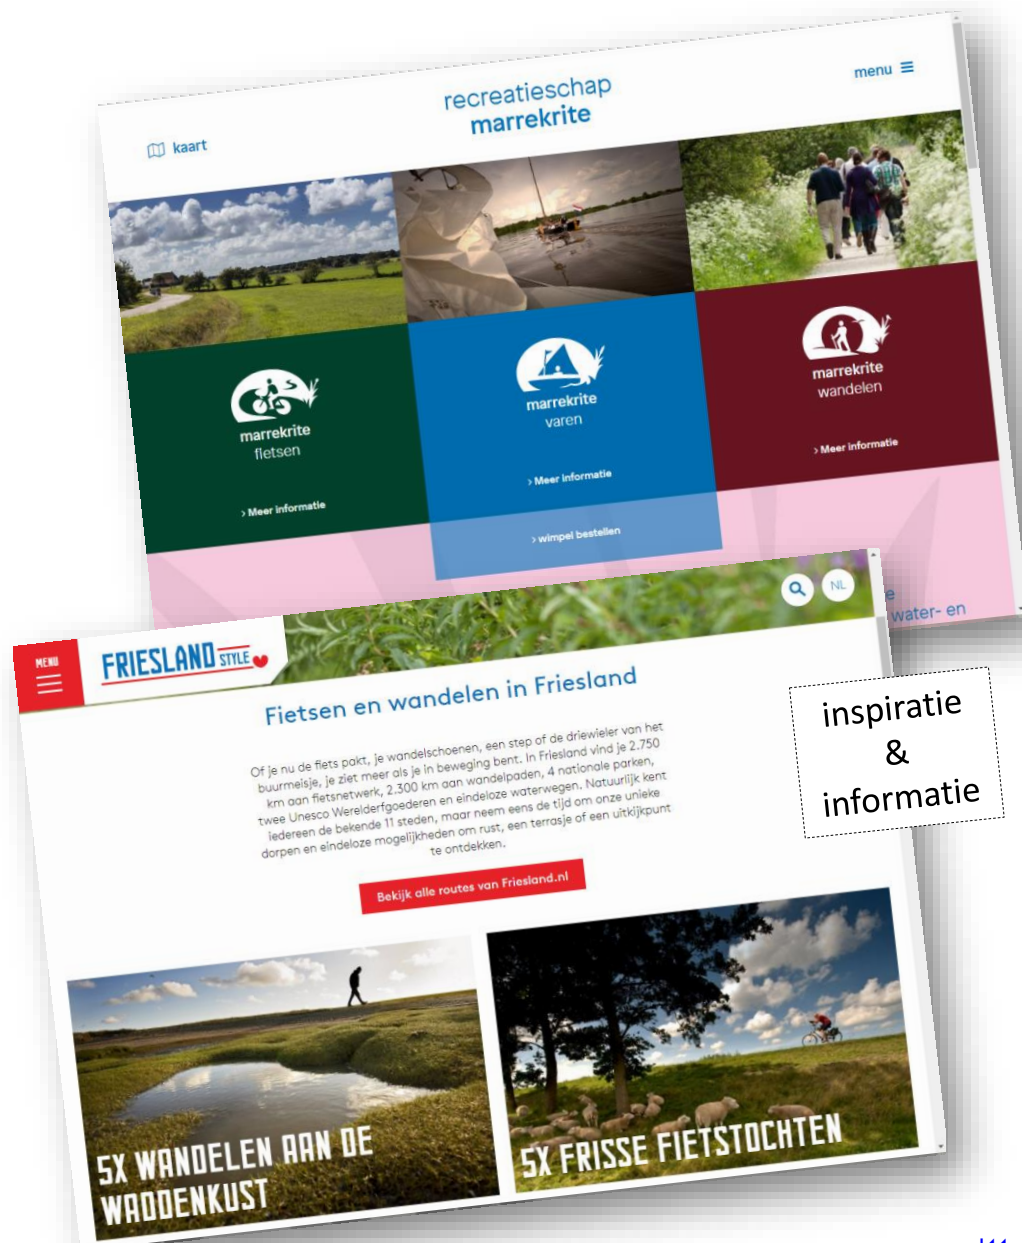 recreatieschap
marrekrite
kaart
menu
marrekrite
fietsen
> Meer informatie
marrekrite
varen
> Meer informatie
> wimpel bestellen
marrekrite
wandelen
> Meer informatie
e
water- en
MENU
FRIESLAND STYLE
NL
Fietsen en wandelen in Friesland
Of je nu de fiets pakt, je wandelschoenen, een step of de driewieler van het
buurmeisje, je ziet meer als je in beweging bent. In Friesland vind je 2.750
km aan fietsnetwerk, 2.300 km aan wandelpaden, 4 nationale parken,
twee Unesco Werelderfgoederen en eindeloze waterwegen. Natuurlijk kent
iedereen de bekende 11 steden, maar neem eens de tijd om onze unieke
dorpen en eindeloze mogelijkheden om rust, een terrasje of een uitkijkpunt
te ontdekken.
Bekijk alle routes van Friesland.nl
inspiratie
&
informatie
5X WANDELEN AAN DE
WADDENKUST
5X FRISSE FIETSTOCHTEN